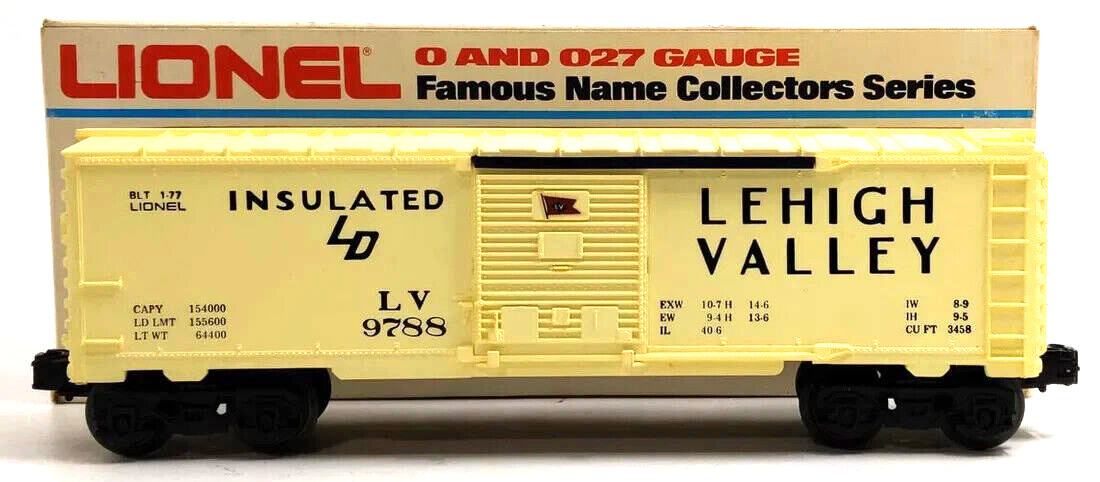 LIONEL®
O AND O27 GAUGE
Famous Name Collectors Series
BLT 1-77
LIONEL
INSULATED
LD
CAPY 154000
LD LMT 155600
LT WT 64400
LV
9788
LV
LEHIGH
VALLEY
EXW 10-7 H 14-6
EW 9-4 H 13-6
IL 40-6
IW 8-9
IH 9-5
CU FT 3458